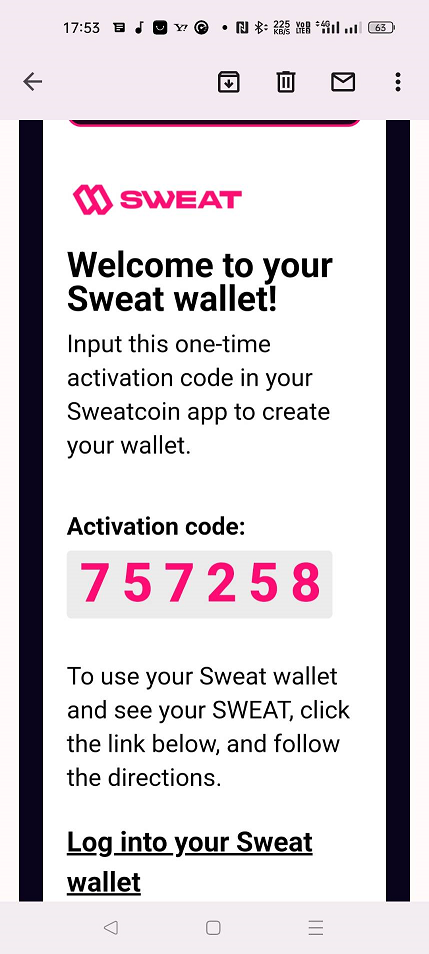 17:53 225 KB/S VoD LTED 4G 63
SWEAT
Welcome to your
Sweat wallet!
Input this one-time
activation code in your
Sweatcoin app to create
your wallet.
Activation code:
757258
To use your Sweat wallet
and see your SWEAT, click
the link below, and follow
the directions.
Log into your Sweat
wallet